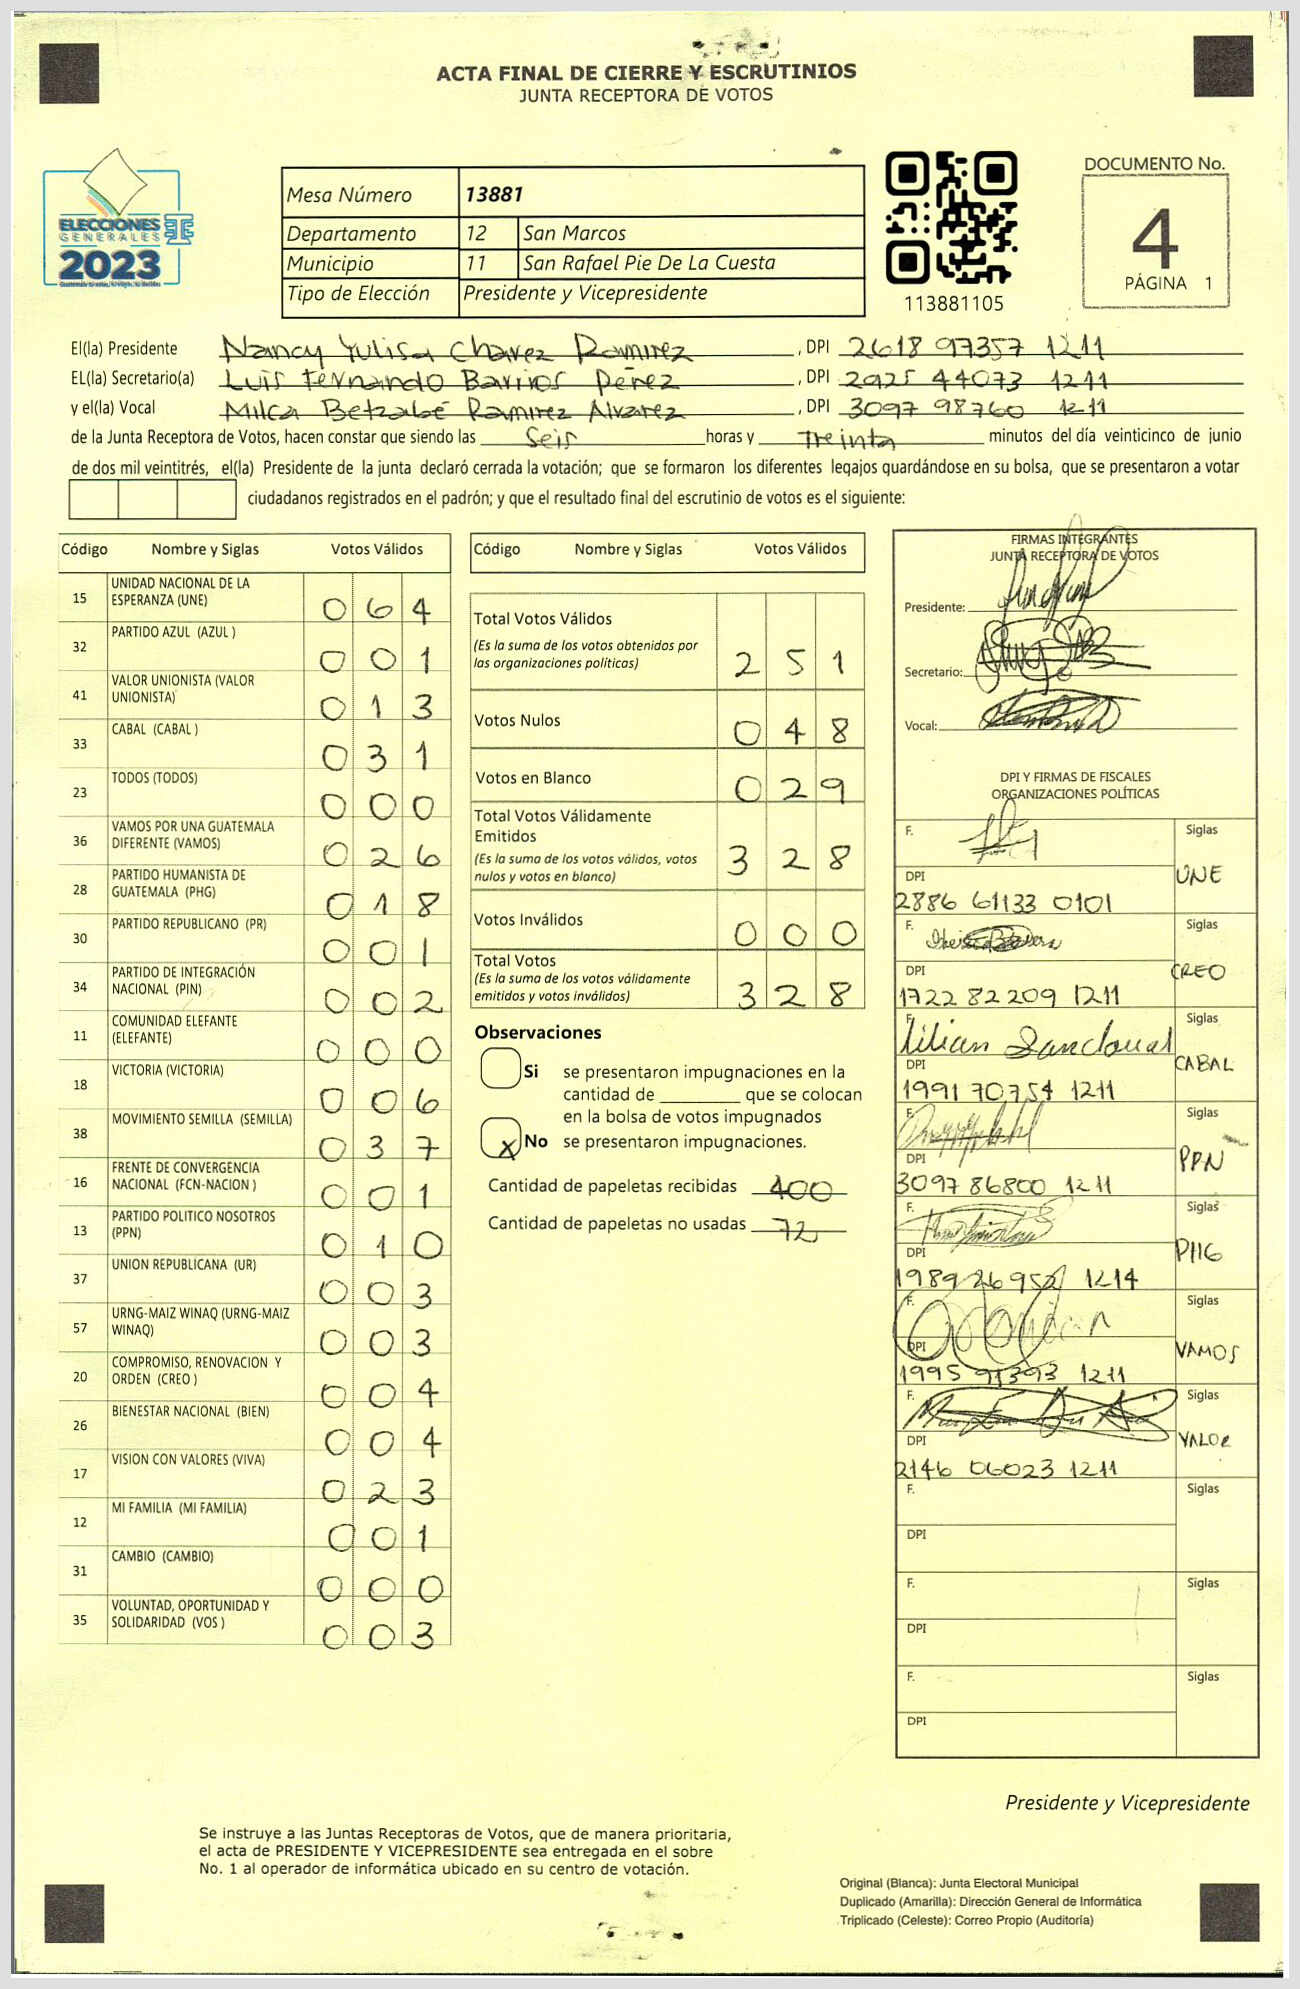 ACTA FINAL DE CIERRE Y ESCRUTINIOS
JUNTA RECEPTORA DE VOTOS
ELECCIONES
GENERALES
2023
Mesa Número 13881
Departamento 12 San Marcos
Municipio 11 San Rafael Pie De La Cuesta
Tipo de Elección Presidente y Vicepresidente
113881105
DOCUMENTO No.
4
PÁGINA 1
El(la) Presidente Nancy Yulisa Chavez Ramirez, DPI 2618 97357 1211
EL(la) Secretario(a) Luis Fernando Barrios Pérez, DPI 2925 44073 1211
y el(la) Vocal Milca Betzabé Ramirez Alvarez, DPI 3097 98760 1211
de la Junta Receptora de Votos, hacen constar que siendo las Seis horas y Treinta minutos del día veinticinco de junio
de dos mil veintitrés, el(la) Presidente de la junta declaró cerrada la votación; que se formaron los diferentes legajos guardándose en su bolsa, que se presentaron a votar
ciudadanos registrados en el padrón; y que el resultado final del escrutinio de votos es el siguiente:
Código Nombre y Siglas Votos Válidos
15 UNIDAD NACIONAL DE LA ESPERANZA (UNE) 0 6 4
32 PARTIDO AZUL (AZUL ) 0 0 1
41 VALOR UNIONISTA (VALOR UNIONISTA) 0 1 3
33 CABAL (CABAL ) 0 3 1
23 TODOS (TODOS) 0 0 0
36 VAMOS POR UNA GUATEMALA DIFERENTE (VAMOS) 0 2 6
28 PARTIDO HUMANISTA DE GUATEMALA (PHG) 0 1 8
30 PARTIDO REPUBLICANO (PR) 0 0 1
34 PARTIDO DE INTEGRACIÓN NACIONAL (PIN) 0 0 2
11 COMUNIDAD ELEFANTE (ELEFANTE) 0 0 0
18 VICTORIA (VICTORIA) 0 0 6
38 MOVIMIENTO SEMILLA (SEMILLA) 0 3 7
16 FRENTE DE CONVERGENCIA NACIONAL (FCN-NACION ) 0 0 1
13 PARTIDO POLITICO NOSOTROS (PPN) 0 1 0
37 UNION REPUBLICANA (UR) 0 0 3
57 URNG-MAIZ WINAQ (URNG-MAIZ WINAQ) 0 0 3
20 COMPROMISO, RENOVACION Y ORDEN (CREO ) 0 0 4
26 BIENESTAR NACIONAL (BIEN) 0 0 4
17 VISION CON VALORES (VIVA) 0 2 3
12 MI FAMILIA (MI FAMILIA) 0 0 1
31 CAMBIO (CAMBIO) 0 0 0
35 VOLUNTAD, OPORTUNIDAD Y SOLIDARIDAD (VOS ) 0 0 3
Código Nombre y Siglas Votos Válidos
Total Votos Válidos
(Es la suma de los votos obtenidos por
las organizaciones políticas) 2 5 1
Votos Nulos 0 4 8
Votos en Blanco 0 2 9
Total Votos Válidamente
Emitidos
(Es la suma de los votos válidos, votos
nulos y votos en blanco) 3 2 8
Votos Inválidos 0 0 0
Total Votos
(Es la suma de los votos válidamente
emitidos y votos inválidos) 3 2 8
Observaciones
Si se presentaron impugnaciones en la
cantidad de ________ que se colocan
en la bolsa de votos impugnados
X No se presentaron impugnaciones.
Cantidad de papeletas recibidas 400
Cantidad de papeletas no usadas 72
FIRMAS INTEGRANTES
JUNTA RECEPTORA DE VOTOS
Presidente:
Secretario:
Vocal:
DPI Y FIRMAS DE FISCALES
ORGANIZACIONES POLÍTICAS
F. Siglas
UNE
DPI
2886 61133 0101
F. Siglas
CREO
DPI
1722 82209 1211
F. Lilian Sandoval Siglas
CABAL
DPI
1991 70754 1211
F. Siglas
PPN
DPI
3097 86800 1211
F. Siglas
PHG
DPI
1989 26952 1214
F. Siglas
VAMOS
DPI
1995 91393 1211
F. Siglas
VALOR
DPI
2146 06023 1211
F. Siglas
DPI
F. Siglas
DPI
F. Siglas
DPI
Presidente y Vicepresidente
Se instruye a las Juntas Receptoras de Votos, que de manera prioritaria,
el acta de PRESIDENTE Y VICEPRESIDENTE sea entregada en el sobre
No. 1 al operador de informática ubicado en su centro de votación.
Original (Blanca): Junta Electoral Municipal
Duplicado (Amarilla): Dirección General de Informática
Triplicado (Celeste): Correo Propio (Auditoría)